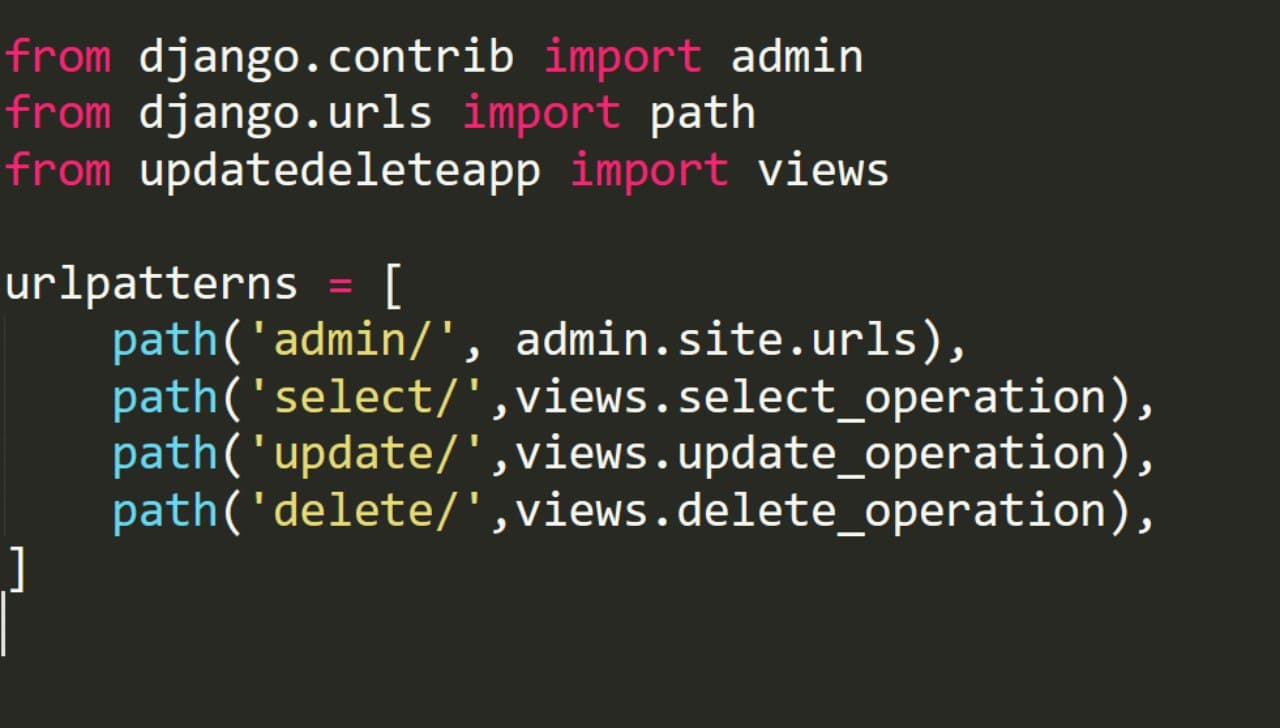 from django.contrib import admin
from django.urls import path
from updatedeleteapp import views

urlpatterns = [
    path('admin/', admin.site.urls),
    path('select/',views.select_operation),
    path('update/',views.update_operation),
    path('delete/',views.delete_operation),
]